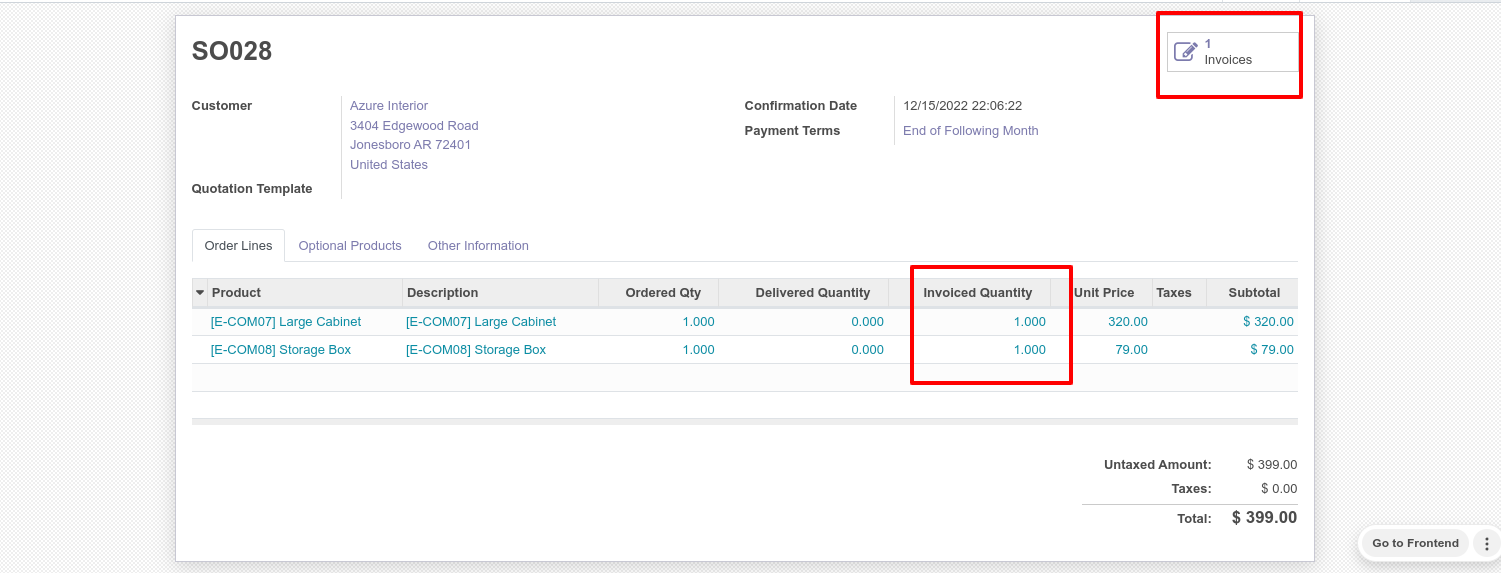 SO028
1
Invoices
Customer
Azure Interior
3404 Edgewood Road
Jonesboro AR 72401
United States
Confirmation Date 12/15/2022 22:06:22
Payment Terms End of Following Month
Quotation Template
Order Lines Optional Products Other Information
Product Description Ordered Qty Delivered Quantity Invoiced Quantity Unit Price Taxes Subtotal
[E-COM07] Large Cabinet [E-COM07] Large Cabinet 1.000 0.000 1.000 320.00 $ 320.00
[E-COM08] Storage Box [E-COM08] Storage Box 1.000 0.000 1.000 79.00 $ 79.00
Untaxed Amount: $ 399.00
Taxes: $ 0.00
Total: $ 399.00
Go to Frontend